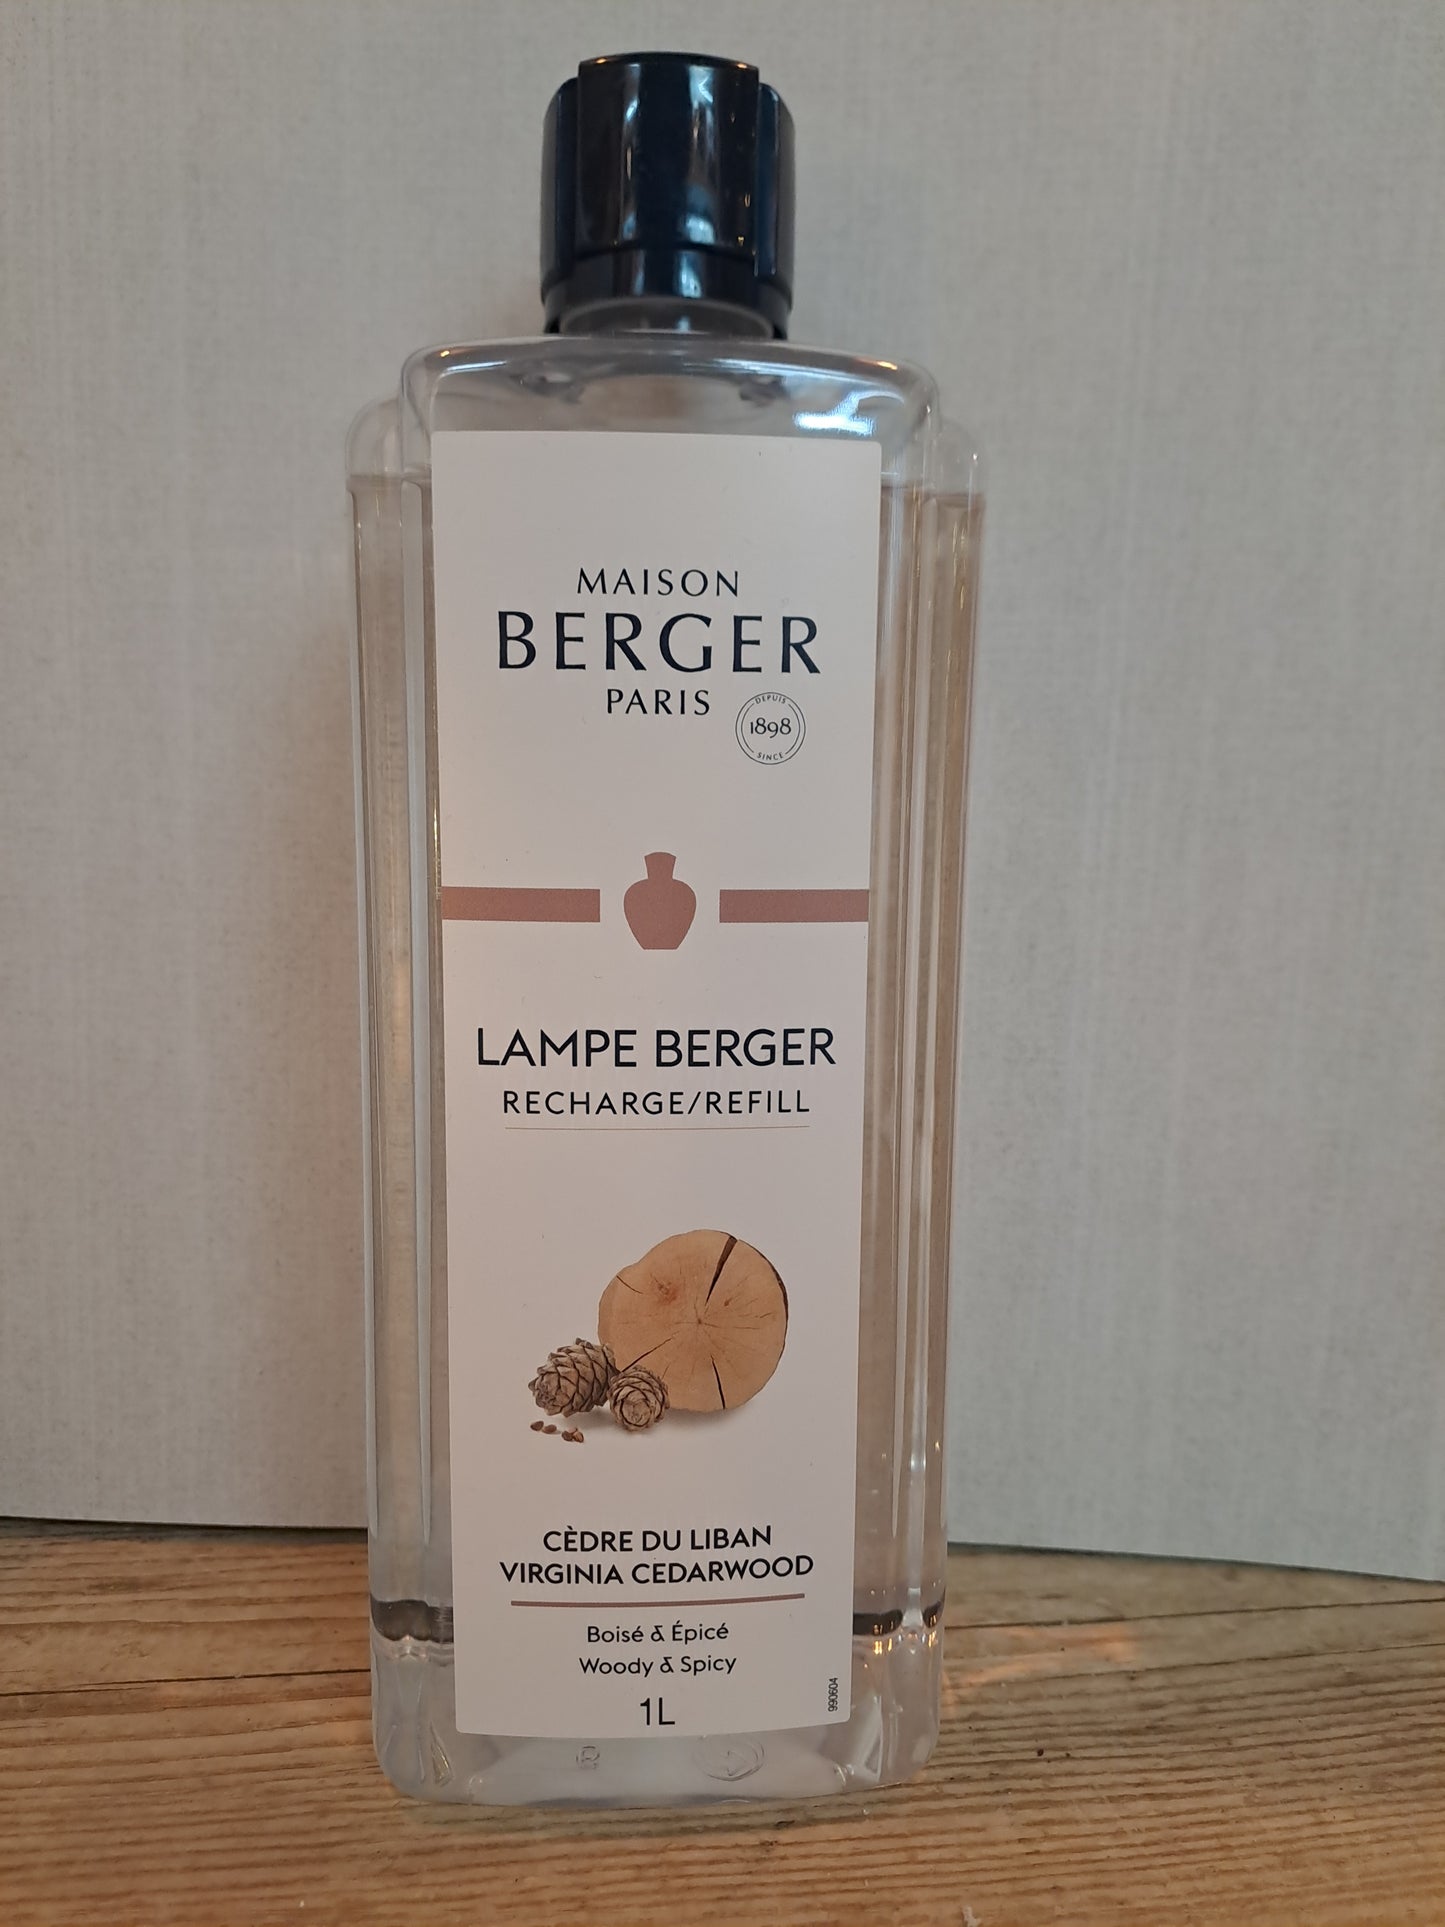 MAISON
BERGER
PARIS
DEPUIS
1898
SINCE
LAMPE BERGER
RECHARGE/REFILL
CÈDRE DU LIBAN
VIRGINIA CEDARWOOD
Boisé & Épicé
Woody & Spicy
1L
990604